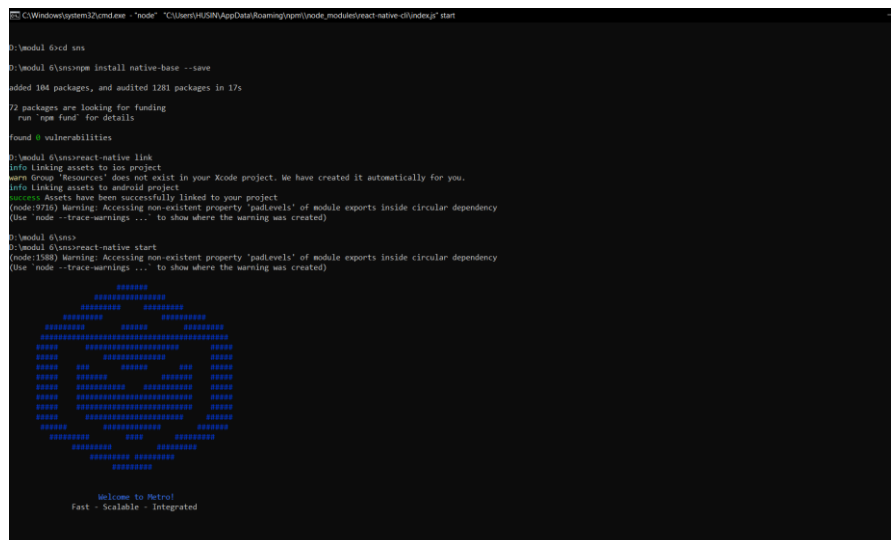 C:\Windows\system32\cmd.exe - "node"  "C:\Users\HUSIN\AppData\Roaming\npm\\node_modules\react-native-cli\index.js" start
D:\modul 6>cd sns
D:\modul 6\sns>npm install native-base --save
added 104 packages, and audited 1281 packages in 17s
72 packages are looking for funding
  run `npm fund` for details
found 0 vulnerabilities
D:\modul 6\sns>react-native link
info Linking assets to ios project
warn Group 'Resources' does not exist in your Xcode project. We have created it automatically for you.
info Linking assets to android project
success Assets have been successfully linked to your project
(node:9716) Warning: Accessing non-existent property 'padLevels' of module exports inside circular dependency
(Use `node --trace-warnings ...` to show where the warning was created)
D:\modul 6\sns>
D:\modul 6\sns>react-native start
(node:1588) Warning: Accessing non-existent property 'padLevels' of module exports inside circular dependency
(Use `node --trace-warnings ...` to show where the warning was created)
Welcome to Metro!
Fast - Scalable - Integrated